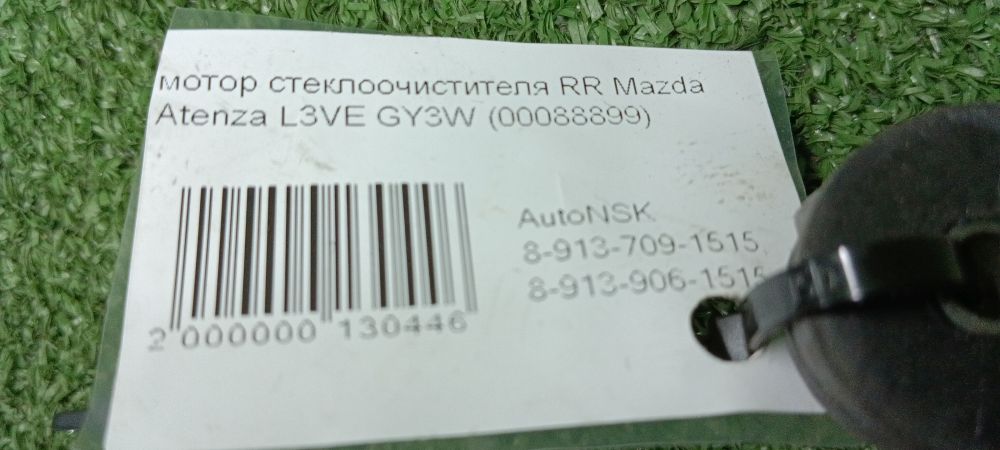 мотор стеклоочистителя RR Mazda
Atenza L3VE GY3W (00088899)
AutoNSK
8-913-709-1515,
8-913-906-1515
2 000000 130446